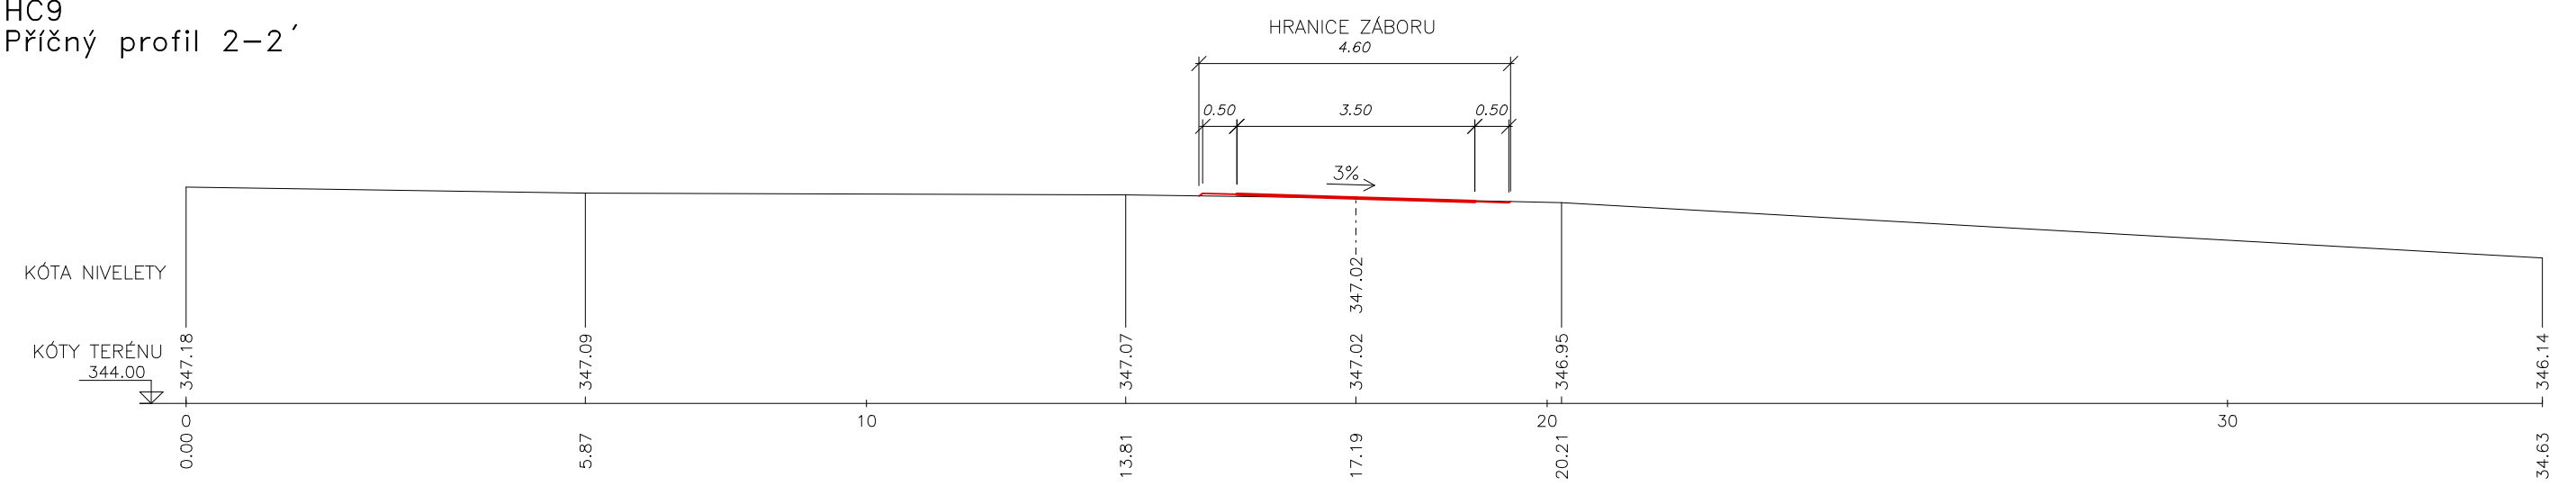 HC9
Příčný profil 2-2´
HRANICE ZÁBORU
4.60
0.50 3.50 0.50
3%
KÓTA NIVELETY
347.02
KÓTY TERÉNU
344.00
347.18 347.09 347.07 347.02 346.95 346.14
0 10 20 30
0.00 5.87 13.81 17.19 20.21 34.63